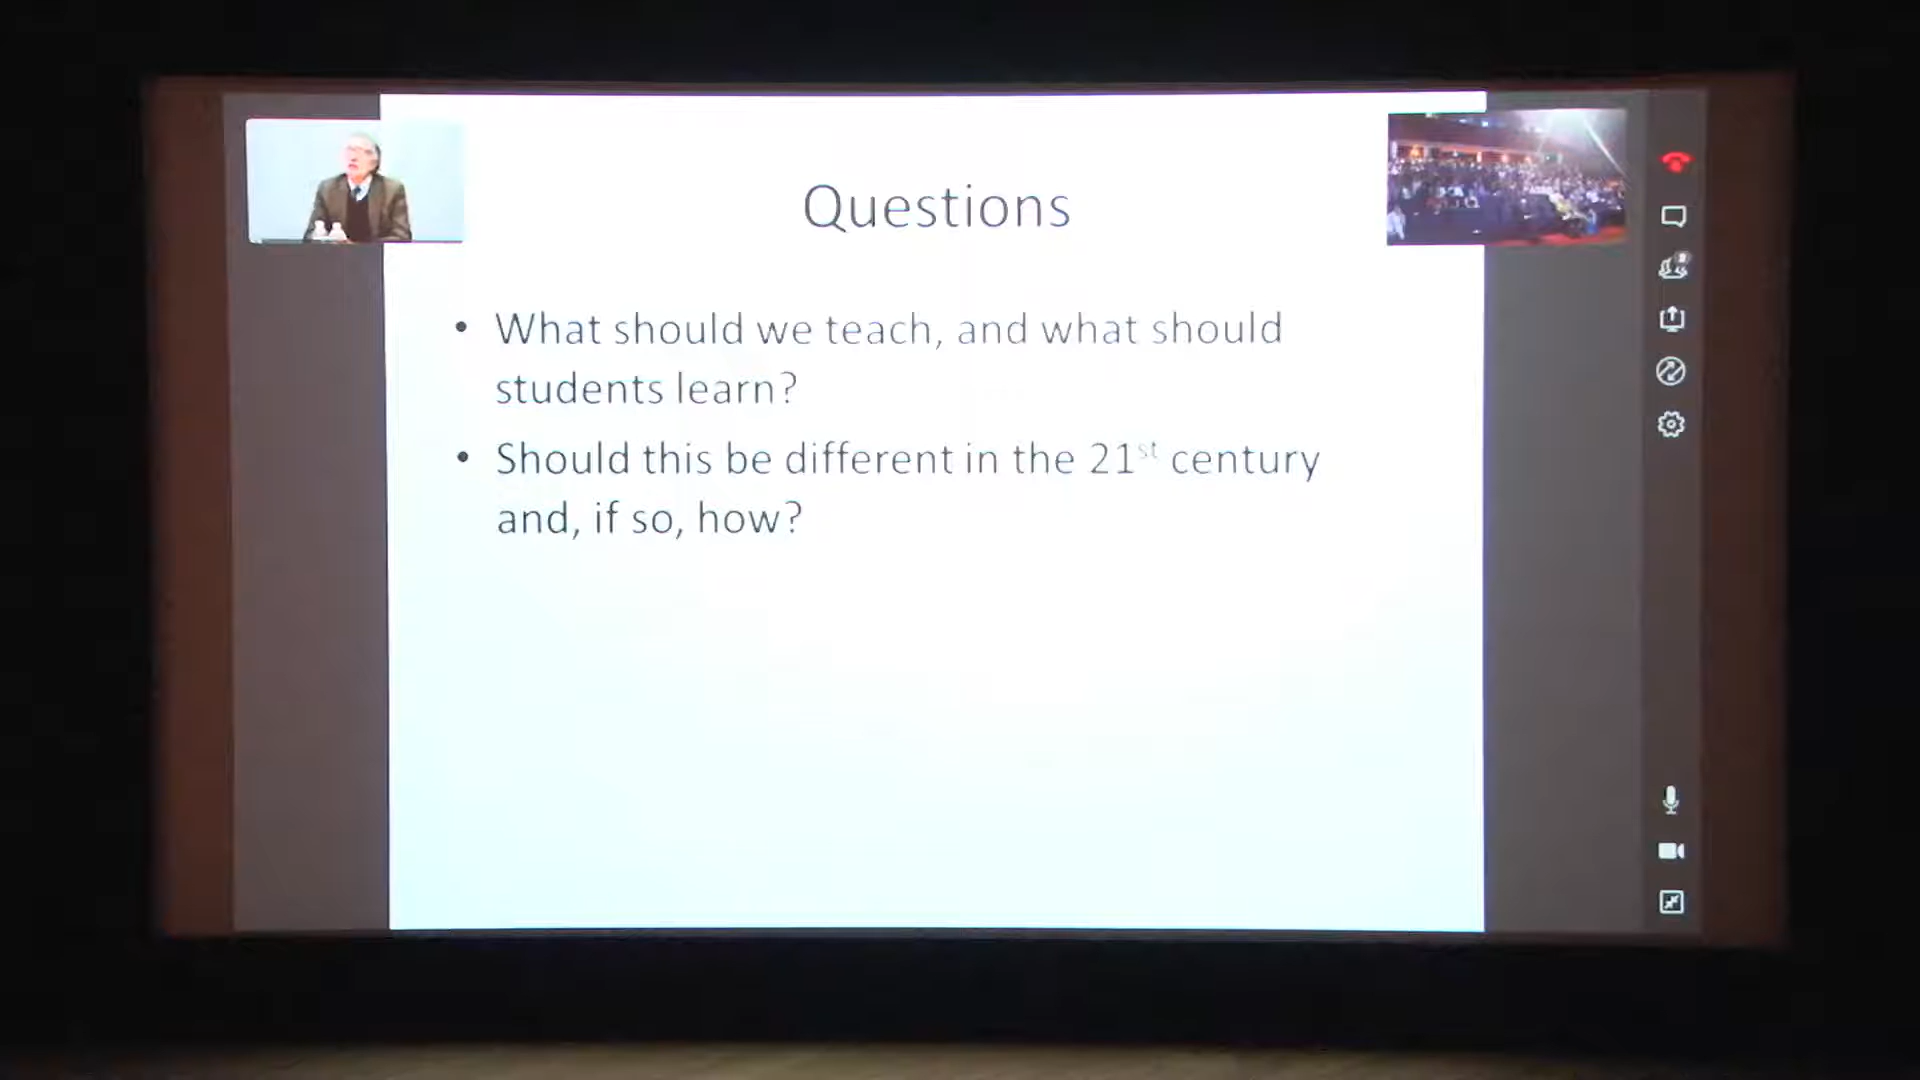 Questions
• What should we teach, and what should
students learn?
• Should this be different in the 21st century
and, if so, how?